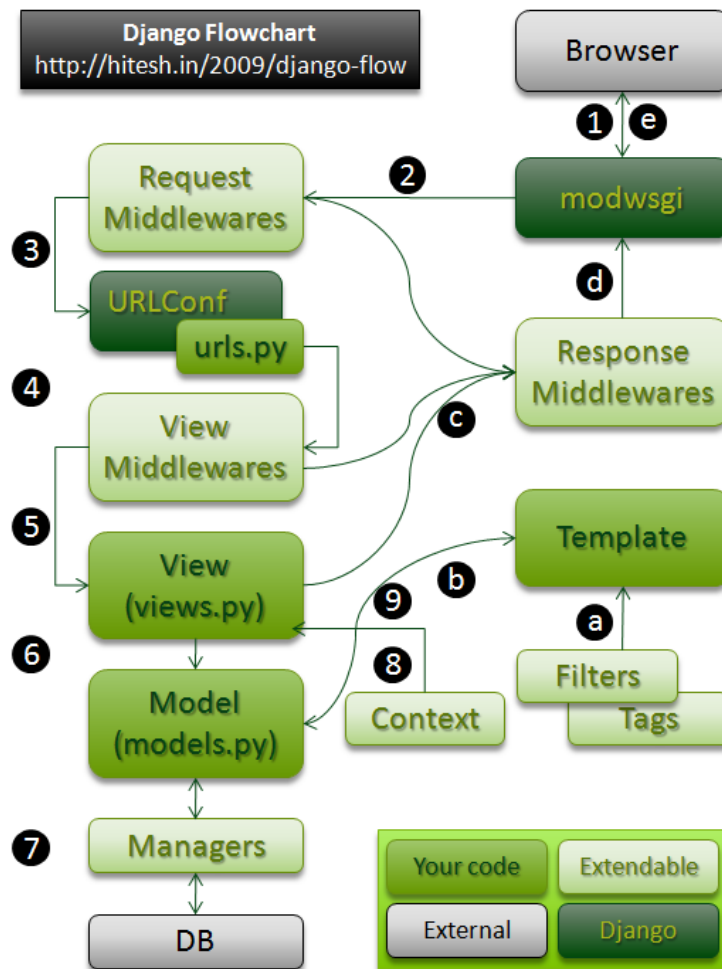 Django Flowchart
http://hitesh.in/2009/django-flow
Browser
1
e
Request
Middlewares
2
modwsgi
3
d
URLConf
urls.py
Response
Middlewares
4
View
Middlewares
c
5
View
(views.py)
Template
9
b
a
6
8
Filters
Model
(models.py)
Context
Tags
7
Managers
Your code
Extendable
DB
External
Django